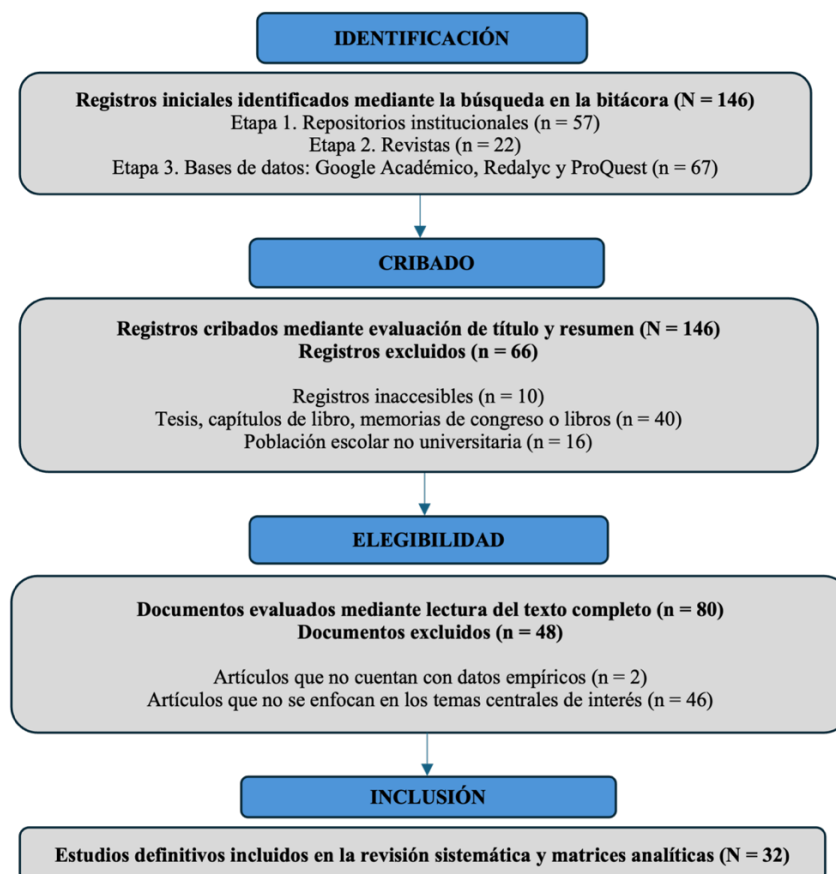 IDENTIFICACIÓN
Registros iniciales identificados mediante la búsqueda en la bitácora (N = 146)
Etapa 1. Repositorios institucionales (n = 57)
Etapa 2. Revistas (n = 22)
Etapa 3. Bases de datos: Google Académico, Redalyc y ProQuest (n = 67)
CRIBADO
Registros cribados mediante evaluación de título y resumen (N = 146)
Registros excluidos (n = 66)
Registros inaccesibles (n = 10)
Tesis, capítulos de libro, memorias de congreso o libros (n = 40)
Población escolar no universitaria (n = 16)
ELEGIBILIDAD
Documentos evaluados mediante lectura del texto completo (n = 80)
Documentos excluidos (n = 48)
Artículos que no cuentan con datos empíricos (n = 2)
Artículos que no se enfocan en los temas centrales de interés (n = 46)
INCLUSIÓN
Estudios definitivos incluidos en la revisión sistemática y matrices analíticas (N = 32)